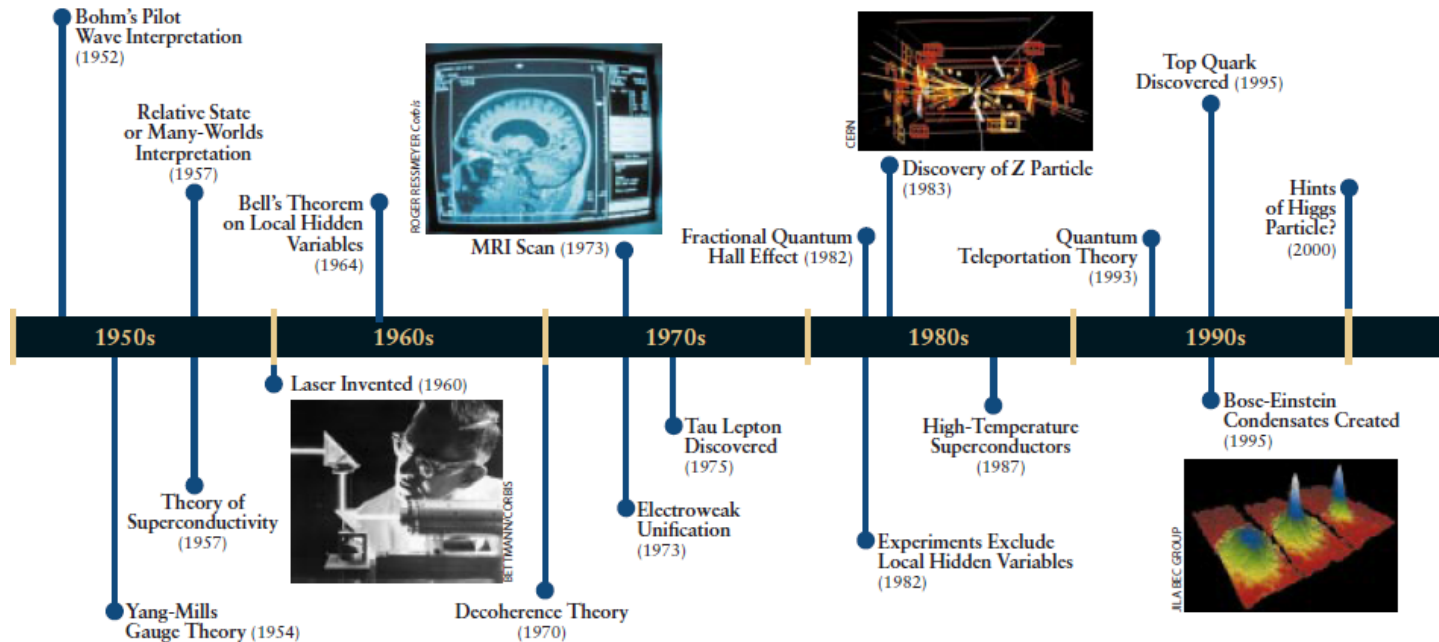 Bohm's Pilot
Wave Interpretation
(1952)
Relative State
or Many-Worlds
Interpretation
(1957)
Bell's Theorem
on Local Hidden
Variables
(1964)
ROGER RESSMEYER Corbis
MRI Scan (1973)
Fractional Quantum
Hall Effect (1982)
CERN
Discovery of Z Particle
(1983)
Quantum
Teleportation Theory
(1993)
Top Quark
Discovered (1995)
Hints
of Higgs
Particle?
(2000)
1950s
1960s
1970s
1980s
1990s
Yang-Mills
Gauge Theory (1954)
Theory of
Superconductivity
(1957)
Laser Invented (1960)
BETTMANN/CORBIS
Decoherence Theory
(1970)
Electroweak
Unification
(1973)
Tau Lepton
Discovered
(1975)
Experiments Exclude
Local Hidden Variables
(1982)
High-Temperature
Superconductors
(1987)
Bose-Einstein
Condensates Created
(1995)
JILA BEC GROUP